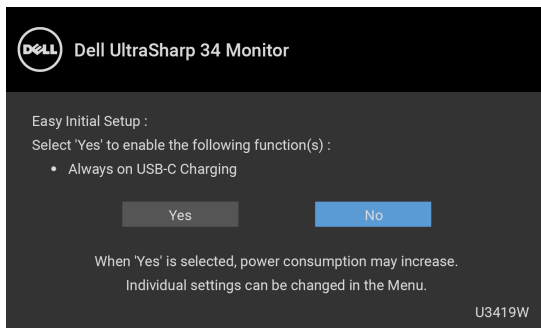 DELL
Dell UltraSharp 34 Monitor
Easy Initial Setup :
Select 'Yes' to enable the following function(s) :
• Always on USB-C Charging
Yes No
When 'Yes' is selected, power consumption may increase.
Individual settings can be changed in the Menu.
U3419W